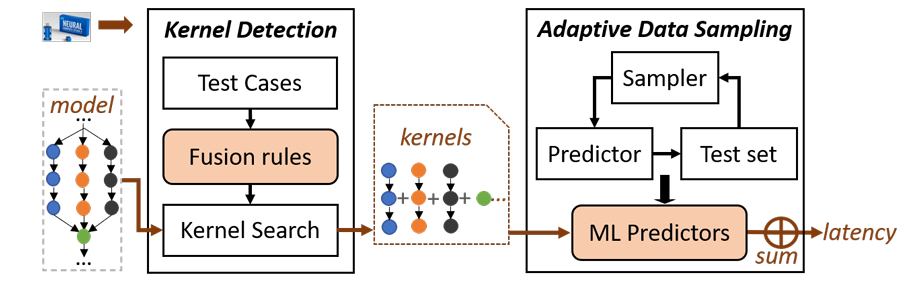 NEURAL
Kernel Detection
Adaptive Data Sampling
Test Cases
Sampler
model
...
Fusion rules
kernels
Predictor
Test set
+ + + ...
Kernel Search
ML Predictors
latency
sum
...